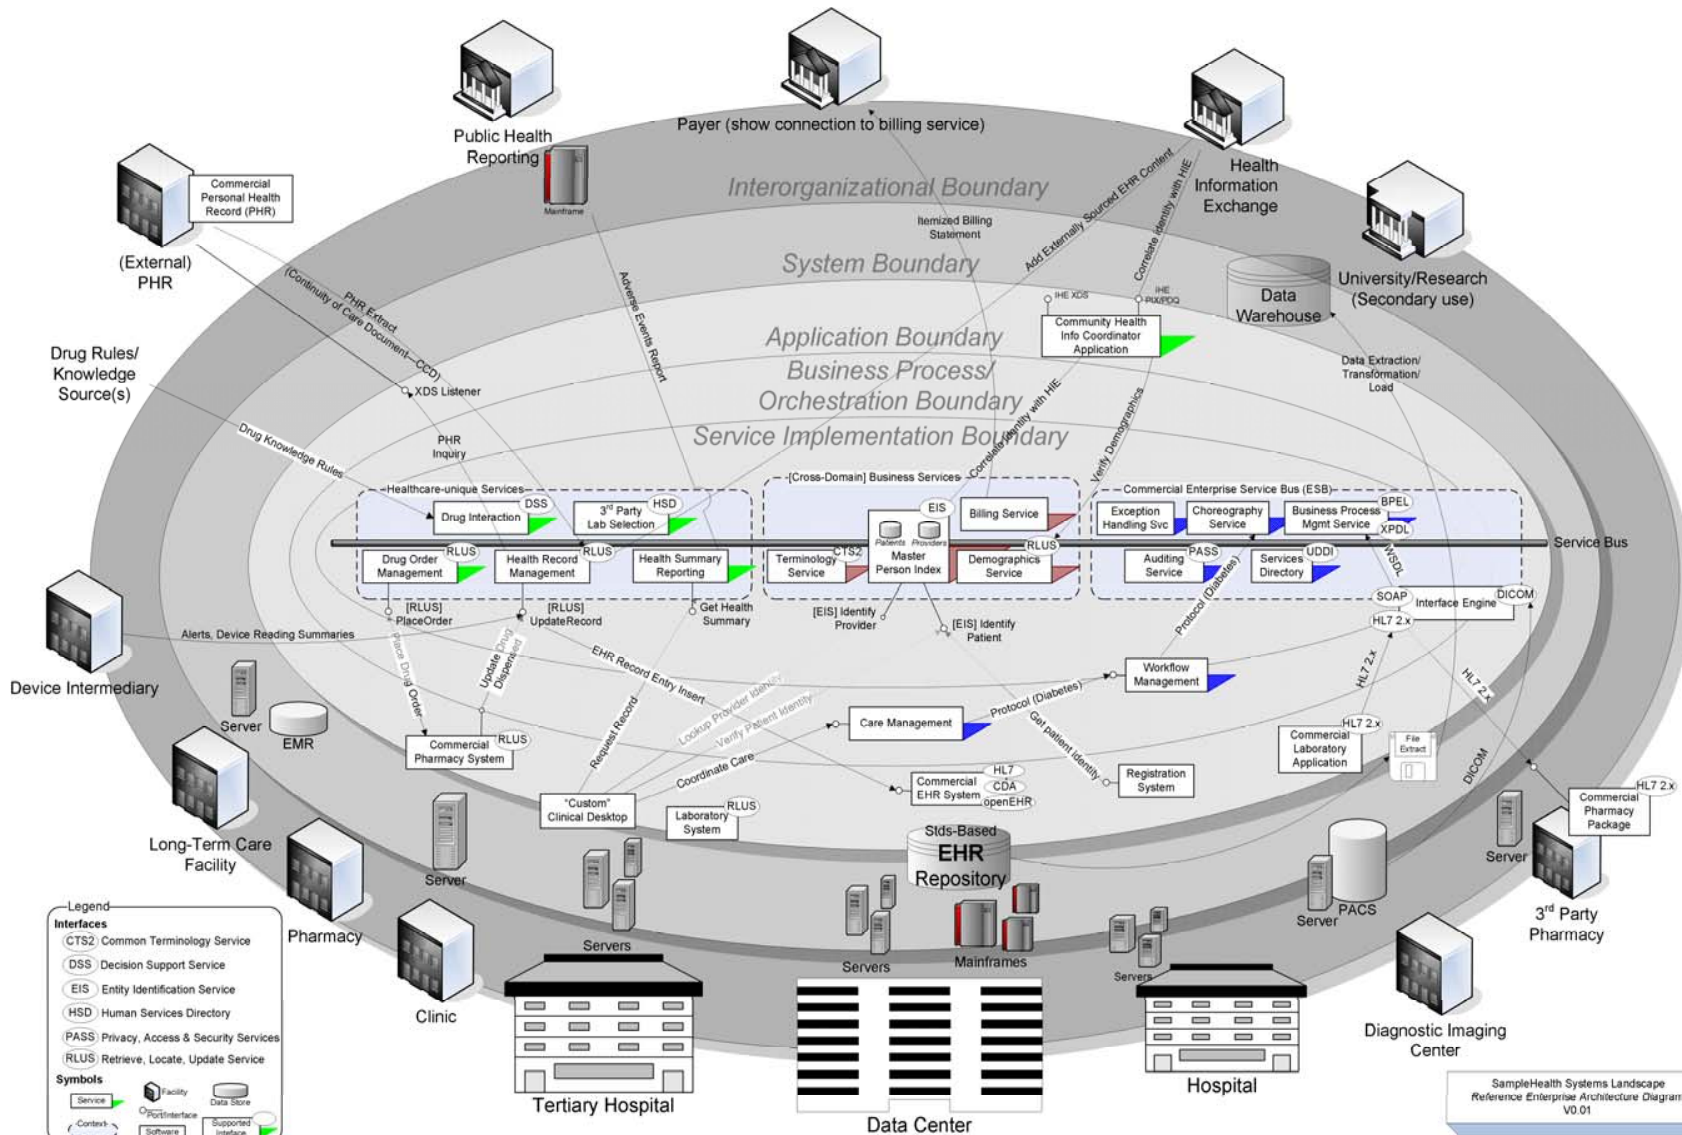 Public Health
Reporting
Mainframe
Payer (show connection to billing service)
Health
Information
Exchange
Commercial
Personal Health
Record (PHR)
(External)
PHR
University/Research
(Secondary use)
Data
Warehouse
Interorganizational Boundary
System Boundary
Application Boundary
Business Process/
Orchestration Boundary
Service Implementation Boundary
Itemized Billing
Statement
Add Externally Sourced EHR Content
Correlate identity with HIE
IHE XDS
IHE
PIX/PDQ
Community Health
Info Coordinator
Application
Adverse Events Report
PHR Extract
(Continuity of Care Document—CCD)
XDS Listener
Drug Rules/
Knowledge
Source(s)
Drug Knowledge Rules
PHR
Inquiry
Correlate identity with HIE
Verify Demographics
Data Extraction/
Transformation/
Load
Healthcare-unique Services
DSS
Drug Interaction
HSD
3rd Party
Lab Selection
RLUS
Drug Order
Management
RLUS
Health Record
Management
Health Summary
Reporting
[Cross-Domain] Business Services
EIS
Patients
Providers
Master
Person Index
Billing Service
CTS2
Terminology
Service
RLUS
Demographics
Service
Commercial Enterprise Service Bus (ESB)
Exception
Handling Svc
Choreography
Service
Business Process
Mgmt Service
BPEL
XPDL
PASS
Auditing
Service
UDDI
Services
Directory
Service Bus
WSDL
SOAP
DICOM
Interface Engine
HL7 2.x
[RLUS]
PlaceOrder
[RLUS]
UpdateRecord
Get Health
Summary
[EIS] Identify
Provider
[EIS] Identify
Patient
Protocol (Diabetes)
Device Intermediary
Alerts, Device Reading Summaries
Place Drug Order
Update Drug
Dispensed
EHR Record Entry Insert
Request Record
Lookup Provider Identity
Verify Patient Identity
Coordinate Care
Protocol (Diabetes)
Get patient identity
Workflow
Management
Care Management
Server
EMR
RLUS
Commercial
Pharmacy System
"Custom"
Clinical Desktop
RLUS
Laboratory
System
HL7
CDA
openEHR
Commercial
EHR System
Registration
System
HL7 2.x
HL7 2.x
HL7 2.x
Commercial
Laboratory
Application
File
Extract
DICOM
HL7 2.x
Commercial
Pharmacy
Package
Stds-Based
EHR
Repository
Long-Term Care
Facility
Server
Servers
Servers
Mainframes
Servers
Server
PACS
Server
3rd Party
Pharmacy
Pharmacy
Clinic
Tertiary Hospital
Data Center
Hospital
Diagnostic Imaging
Center
Legend
Interfaces
CTS2 Common Terminology Service
DSS Decision Support Service
EIS Entity Identification Service
HSD Human Services Directory
PASS Privacy, Access & Security Services
RLUS Retrieve, Locate, Update Service
Symbols
Service
Facility
Data Store
Port/Interface
Context
Software
Supported
SampleHealth Systems Landscape
Reference Enterprise Architecture Diagram
V0.01